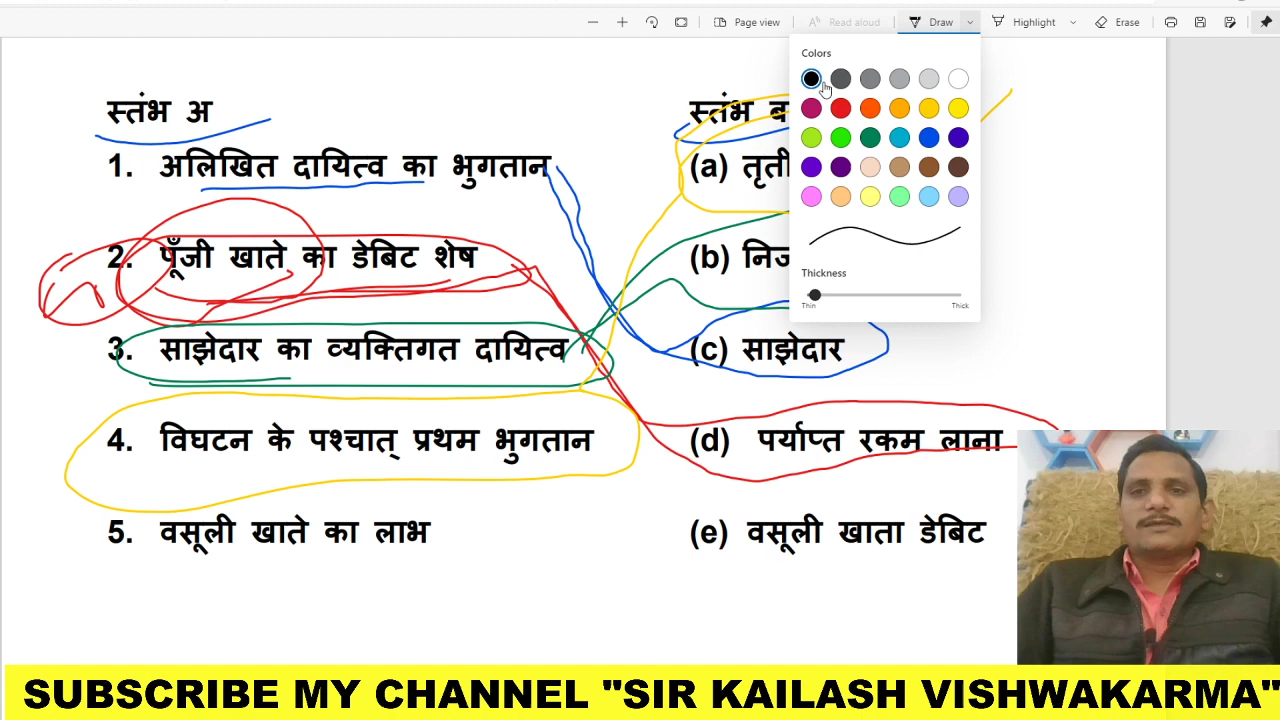 Page view
Read aloud
Draw
Highlight
Erase
Colors
Thickness
Thin
Thick
स्तंभ अ
1. अलिखित दायित्व का भुगतान
2. पूँजी खाते का डेबिट शेष
3. साझेदार का व्यक्तिगत दायित्व
4. विघटन के पश्चात् प्रथम भुगतान
5. वसूली खाते का लाभ
स्तंभ
(a)
(b)
(c) साझेदार
(d) पर्याप्त रकम लाना
(e) वसूली खाता डेबिट
SUBSCRIBE MY CHANNEL "SIR KAILASH VISHWAKARMA"